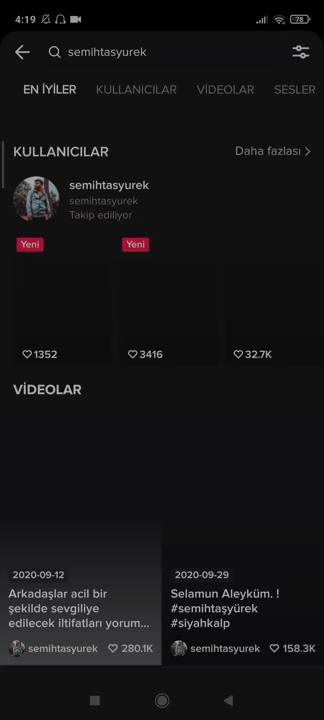 4:19
78
semihtasyurek
EN İYİLER KULLANICILAR VİDEOLAR SESLER
KULLANICILAR Daha fazlası
semihtasyurek
semihtasyurek
Takip ediliyor
Yeni Yeni
1352 3416 32.7K
VİDEOLAR
2020-09-12
Arkadaşlar acil bir
şekilde sevgiliye
edilecek iltifatları yorum...
semihtasyurek 280.1K
2020-09-29
Selamun Aleyküm. !
#semihtaşyürek
#siyahkalp
semihtasyurek 158.3K